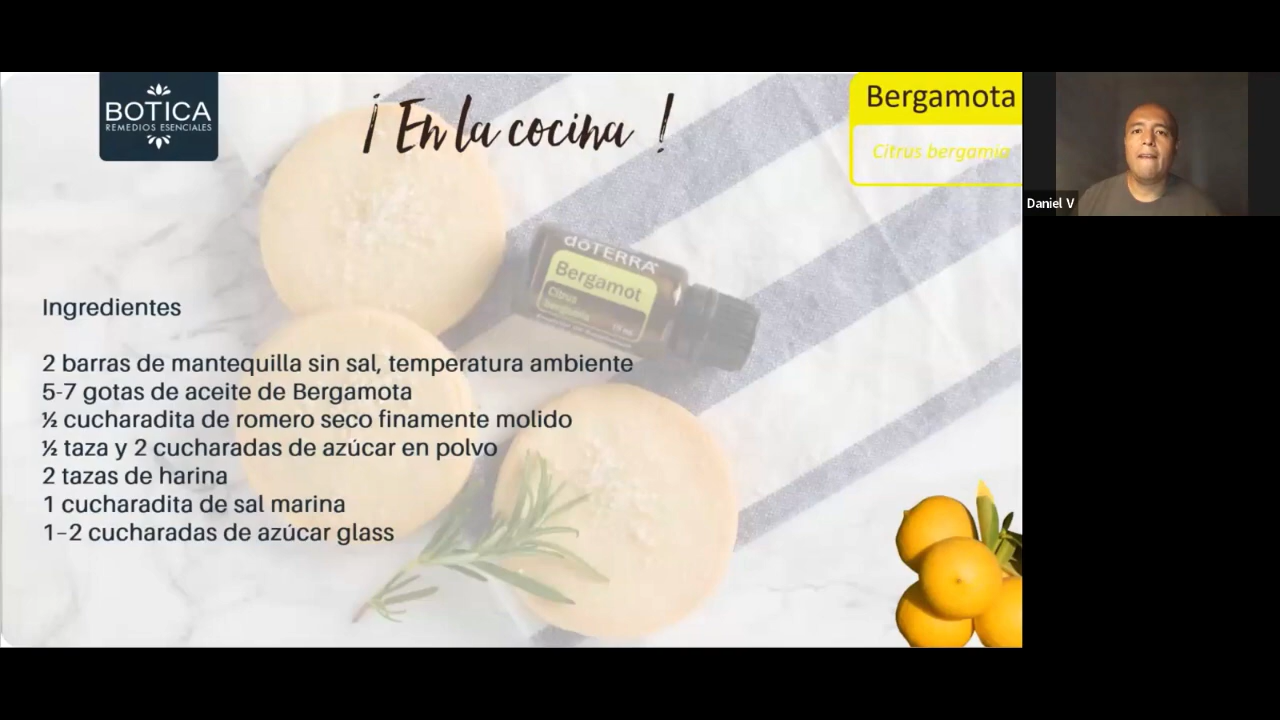 BOTICA
REMEDIOS ESENCIALES
¡ En la cocina !
Bergamota
Citrus bergamia
Daniel V
dōTERRA
Bergamot
Citrus
bergamia
15 mL
Ingredientes
2 barras de mantequilla sin sal, temperatura ambiente
5-7 gotas de aceite de Bergamota
½ cucharadita de romero seco finamente molido
½ taza y 2 cucharadas de azúcar en polvo
2 tazas de harina
1 cucharadita de sal marina
1–2 cucharadas de azúcar glass